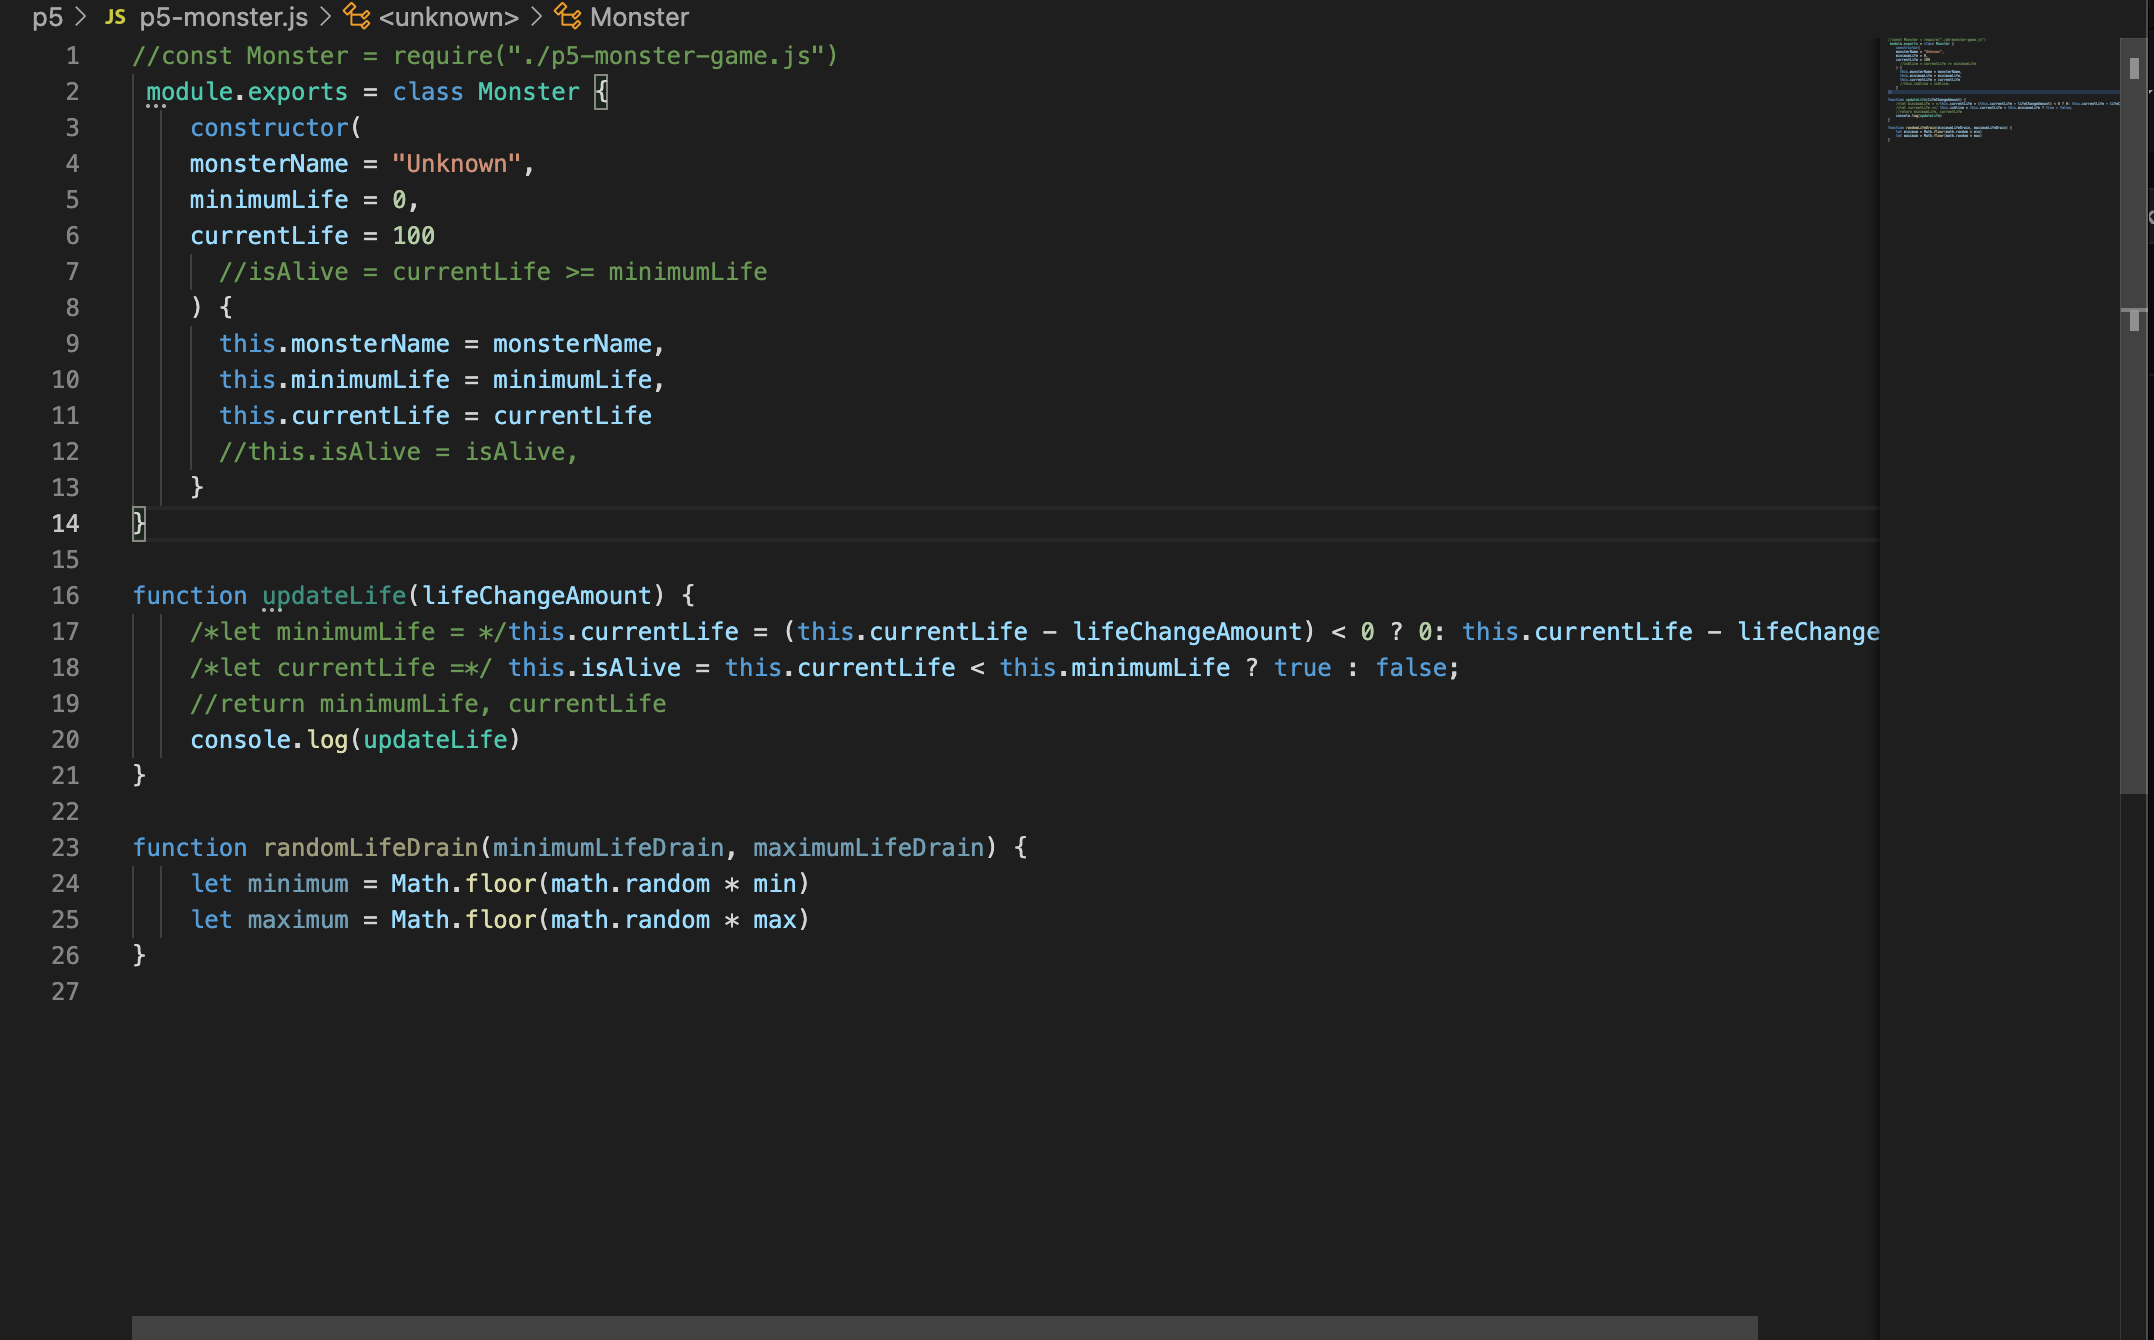 p5 > JS p5-monster.js > <unknown> > Monster
1 //const Monster = require("./p5-monster-game.js")
2 module.exports = class Monster {
3 constructor(
4 monsterName = "Unknown",
5 minimumLife = 0,
6 currentLife = 100
7 //isAlive = currentLife >= minimumLife
8 ) {
9 this.monsterName = monsterName,
10 this.minimumLife = minimumLife,
11 this.currentLife = currentLife
12 //this.isAlive = isAlive,
13 }
14 }
15
16 function updateLife(lifeChangeAmount) {
17 /*let minimumLife = */this.currentLife = (this.currentLife - lifeChangeAmount) < 0 ? 0: this.currentLife - lifeChange
18 /*let currentLife =*/ this.isAlive = this.currentLife < this.minimumLife ? true : false;
19 //return minimumLife, currentLife
20 console.log(updateLife)
21 }
22
23 function randomLifeDrain(minimumLifeDrain, maximumLifeDrain) {
24 let minimum = Math.floor(math.random * min)
25 let maximum = Math.floor(math.random * max)
26 }
27